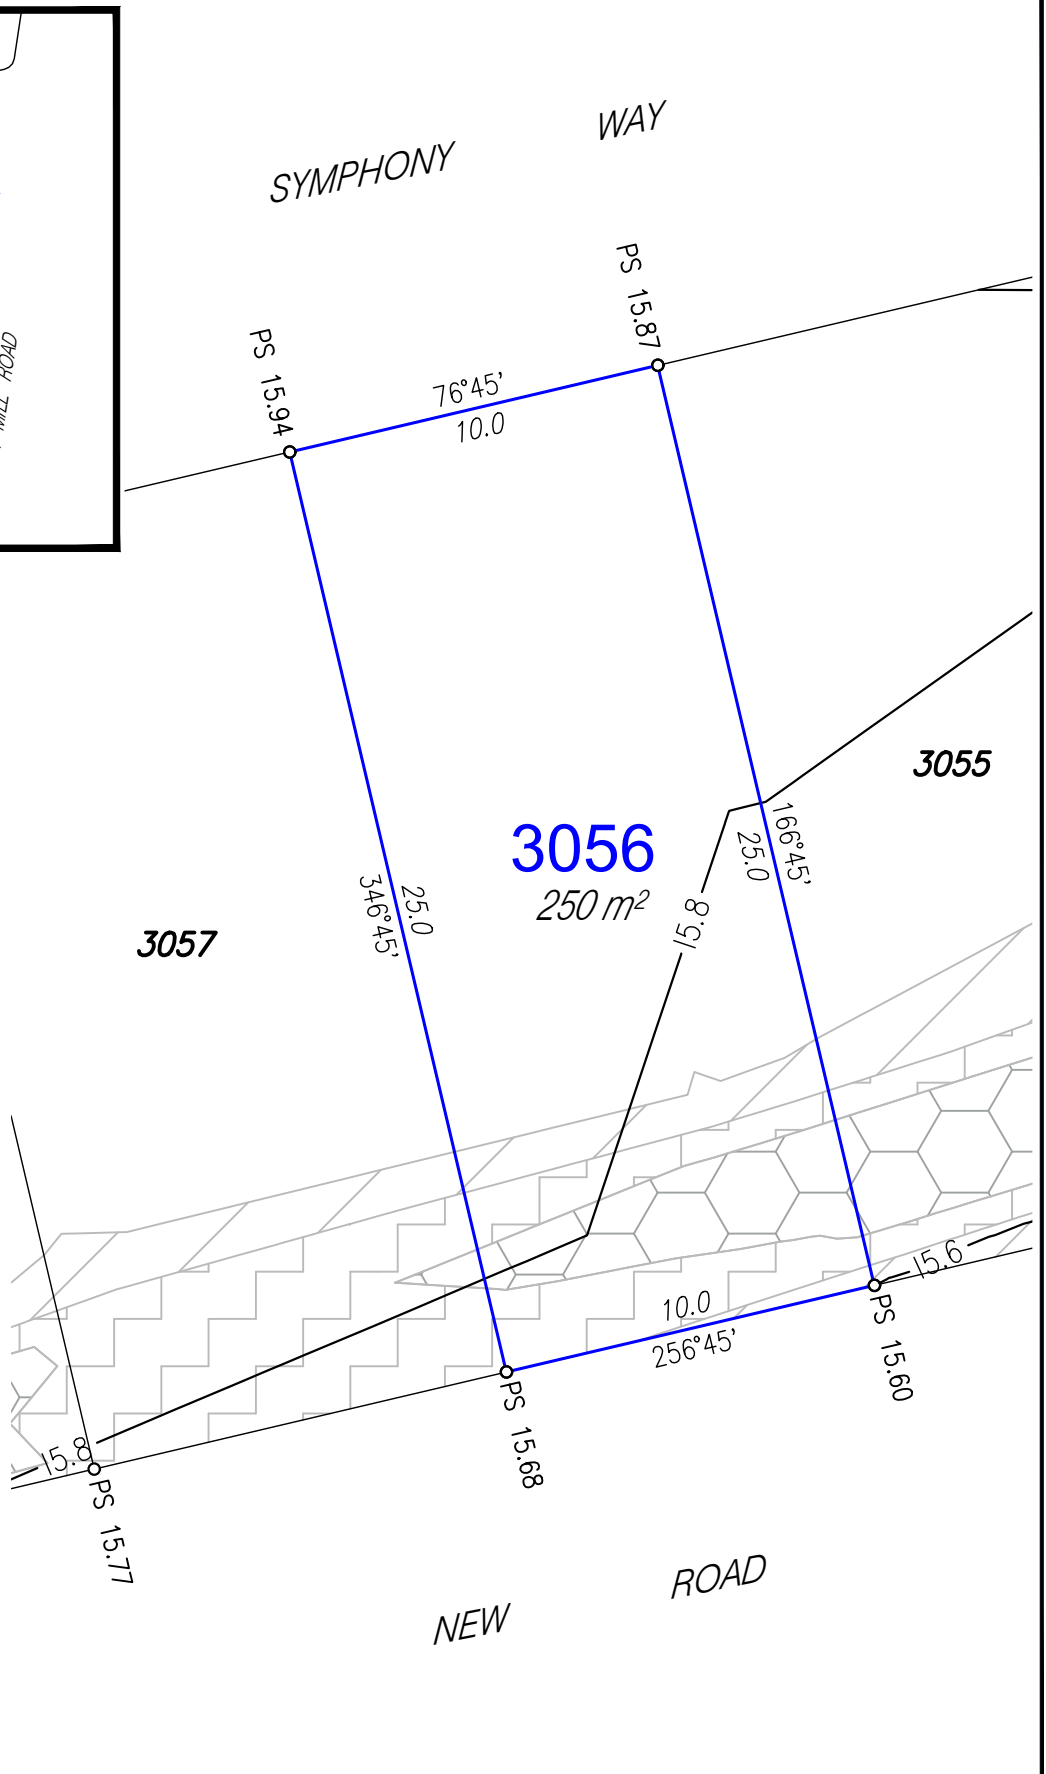 SYMPHONY WAY
MILL ROAD
PS 15.94
PS 15.87
76°45'
10.0
3055
3056
250 m²
3057
25.0
346°45'
166°45'
25.0
15.8
15.6
10.0
256°45'
PS 15.60
PS 15.68
15.8
PS 15.77
NEW ROAD